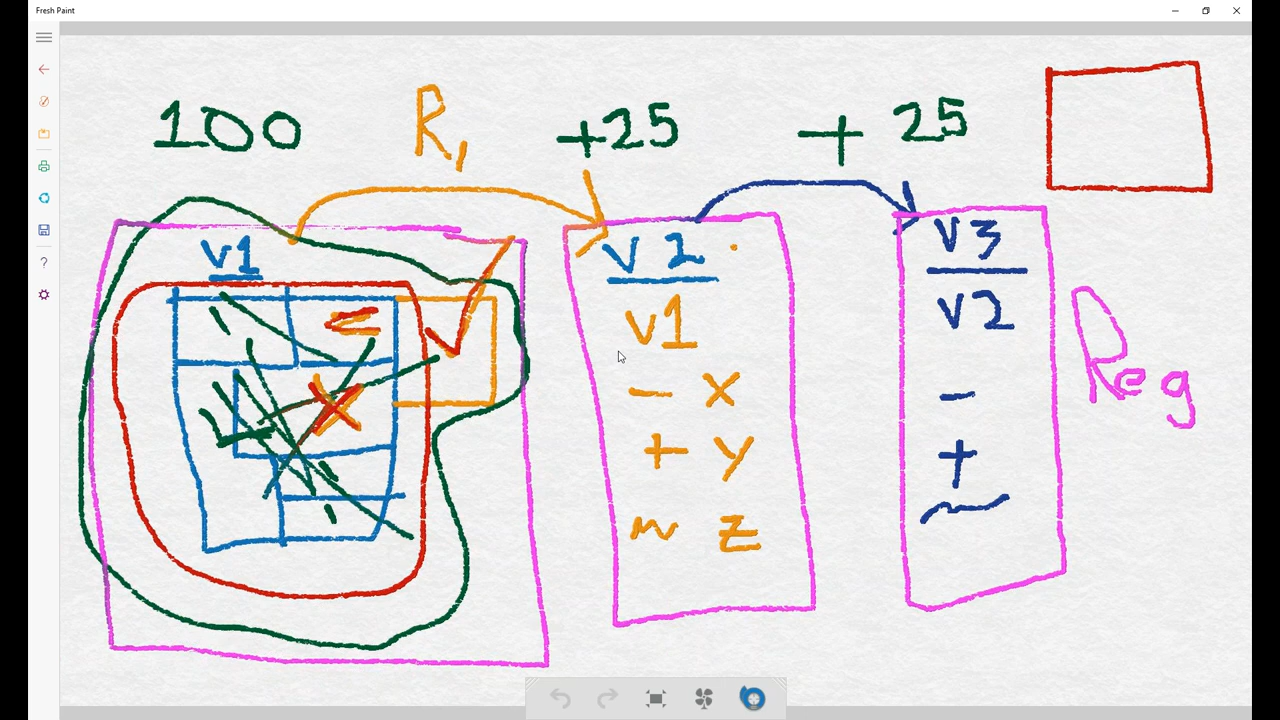 Fresh Paint
100 R1 +25 + 25
v1
v2
v1
- x
+ y
~ z
v3
v2
-
+
~
Reg